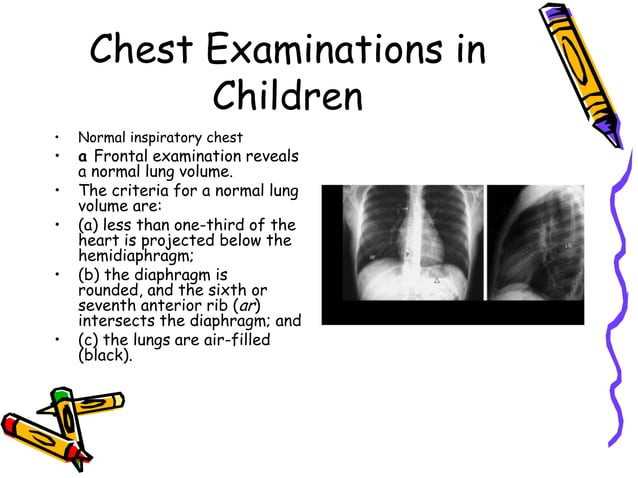 Chest Examinations in
Children
• Normal inspiratory chest
• a Frontal examination reveals
a normal lung volume.
• The criteria for a normal lung
volume are:
• (a) less than one-third of the
heart is projected below the
hemidiaphragm;
• (b) the diaphragm is
rounded, and the sixth or
seventh anterior rib (ar)
intersects the diaphragm; and
• (c) the lungs are air-filled
(black).
ar